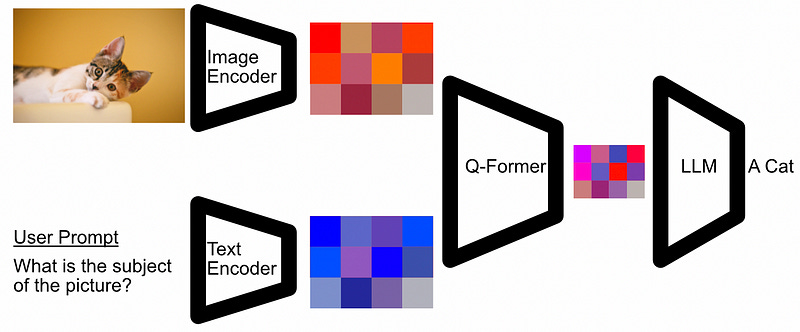 Image
Encoder
Q-Former
LLM
A Cat
User Prompt
What is the subject
of the picture?
Text
Encoder